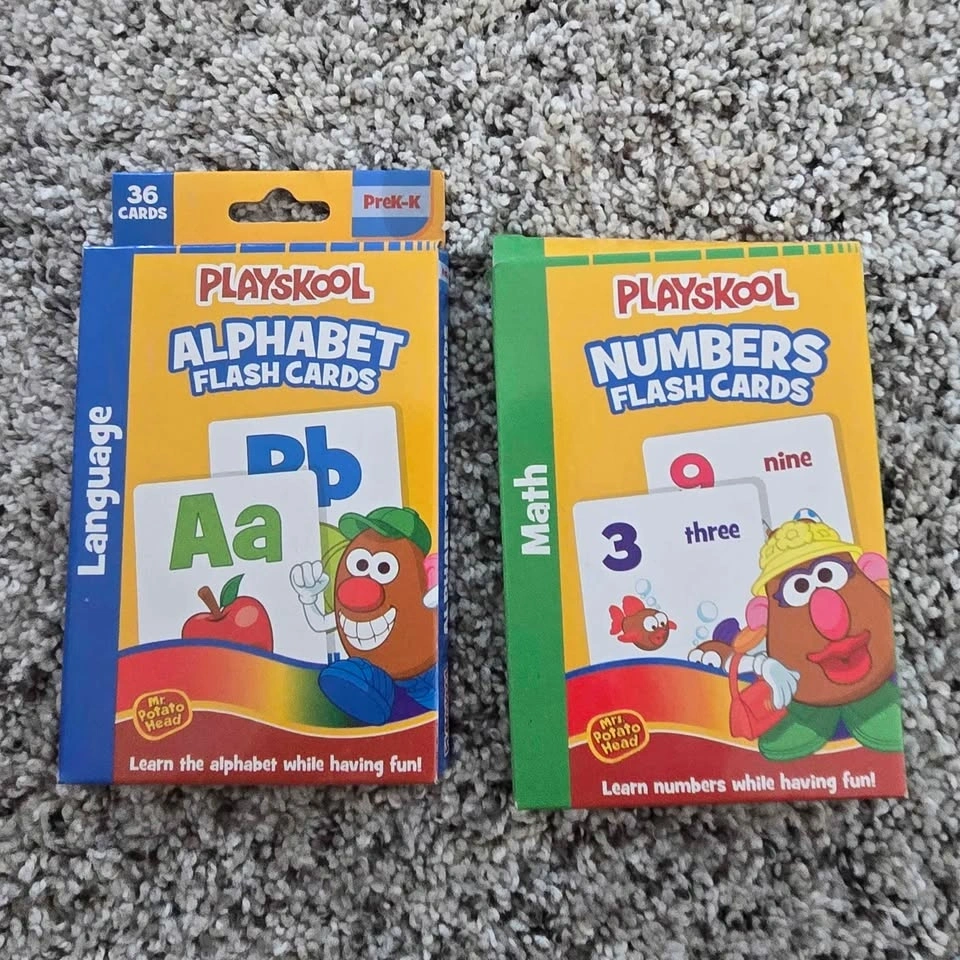 36
CARDS
PreK-K
PLAYSKOOL
ALPHABET
FLASH CARDS
Language
Bb
Aa
Mr.
Potato
Head
Learn the alphabet while having fun!
PLAYSKOOL
NUMBERS
FLASH CARDS
Math
9 nine
3 three
Mrs.
Potato
Head
Learn numbers while having fun!